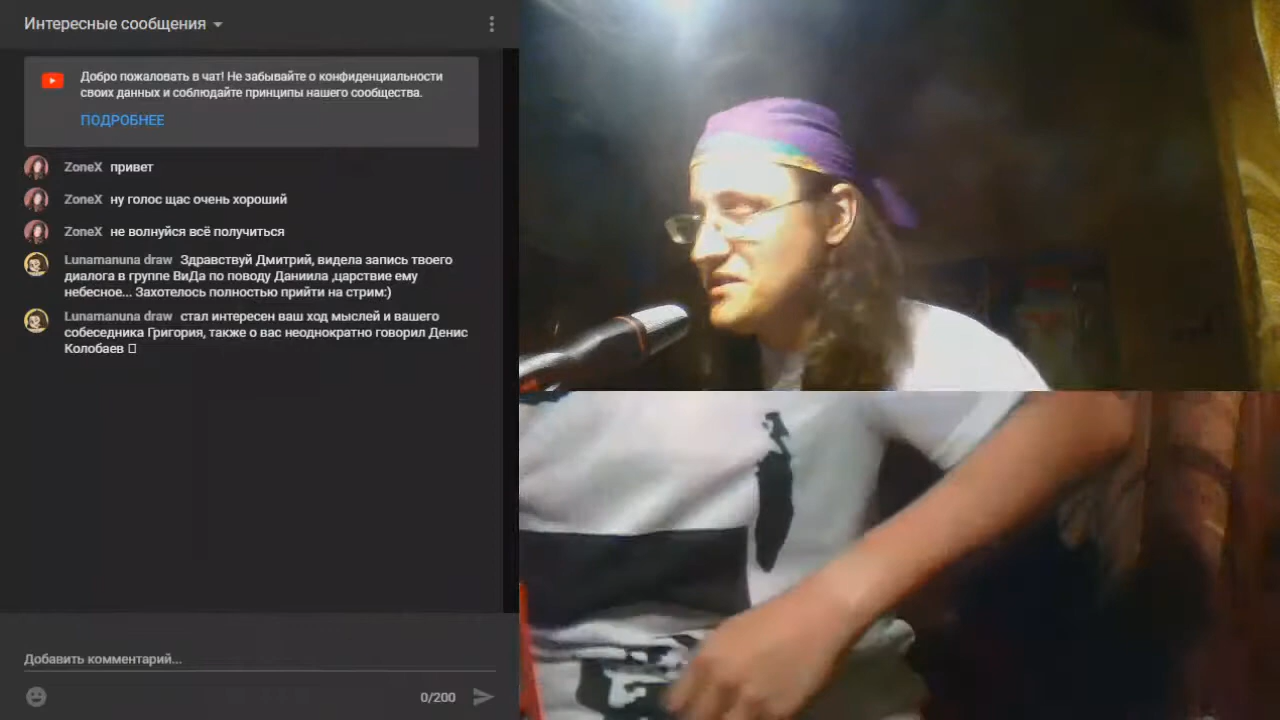 Интересные сообщения
Добро пожаловать в чат! Не забывайте о конфиденциальности
своих данных и соблюдайте принципы нашего сообщества.
ПОДРОБНЕЕ
ZoneX привет
ZoneX ну голос щас очень хороший
ZoneX не волнуйся всё получиться
Lunamanuna draw Здравствуй Дмитрий, видела запись твоего
диалога в группе ВиДа по поводу Даниила ,царствие ему
небесное... Захотелось полностью прийти на стрим:)
Lunamanuna draw стал интересен ваш ход мыслей и вашего
собеседника Григория, также о вас неоднократно говорил Денис
Колобаев
Добавить комментарий...
0/200